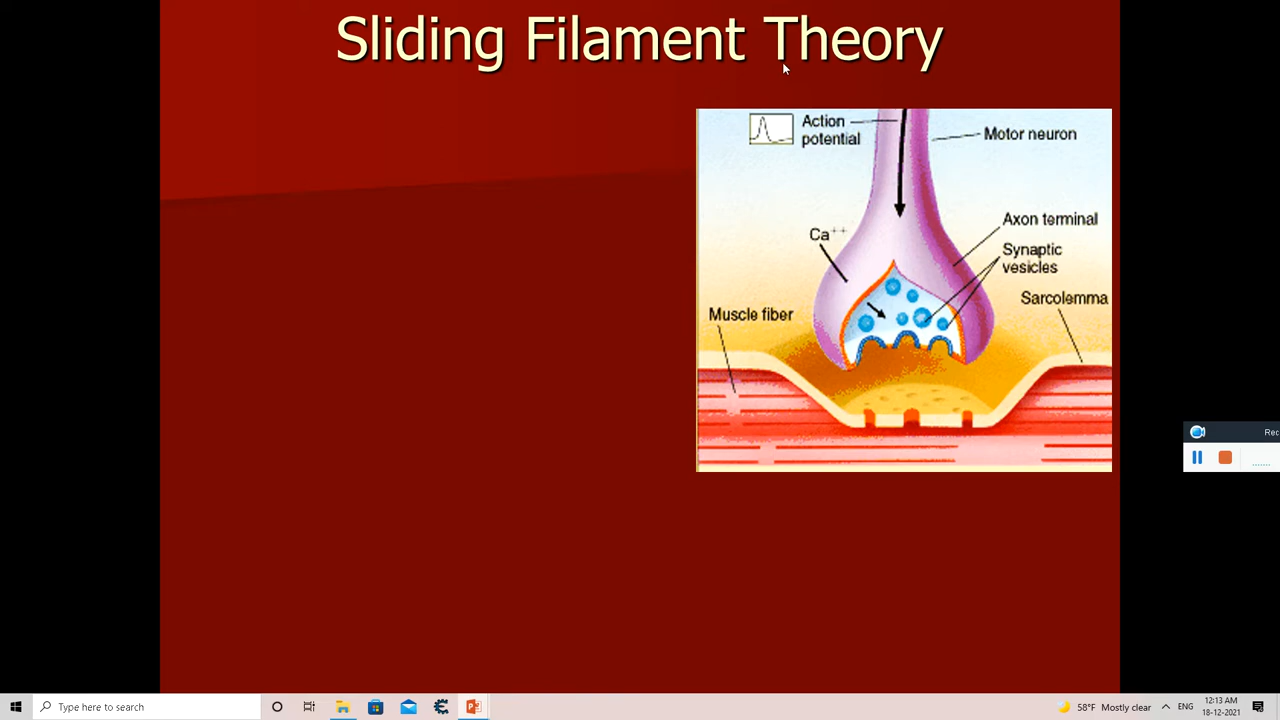 Sliding Filament Theory
Action
potential
Motor neuron
Axon terminal
Ca++
Synaptic
vesicles
Sarcolemma
Muscle fiber
Rec
Type here to search
58°F Mostly clear
ENG
12:13 AM
18-12-2021